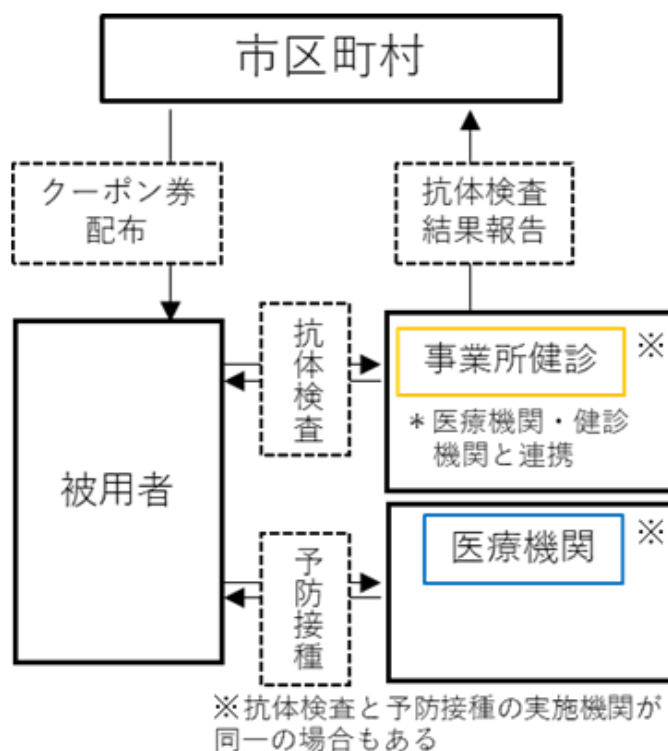 市区町村
クーポン券
配布
抗体検査
結果報告
被用者
抗体検査
事業所健診
※
*医療機関・健診
機関と連携
予防接種
医療機関
※
※抗体検査と予防接種の実施機関が
同一の場合もある